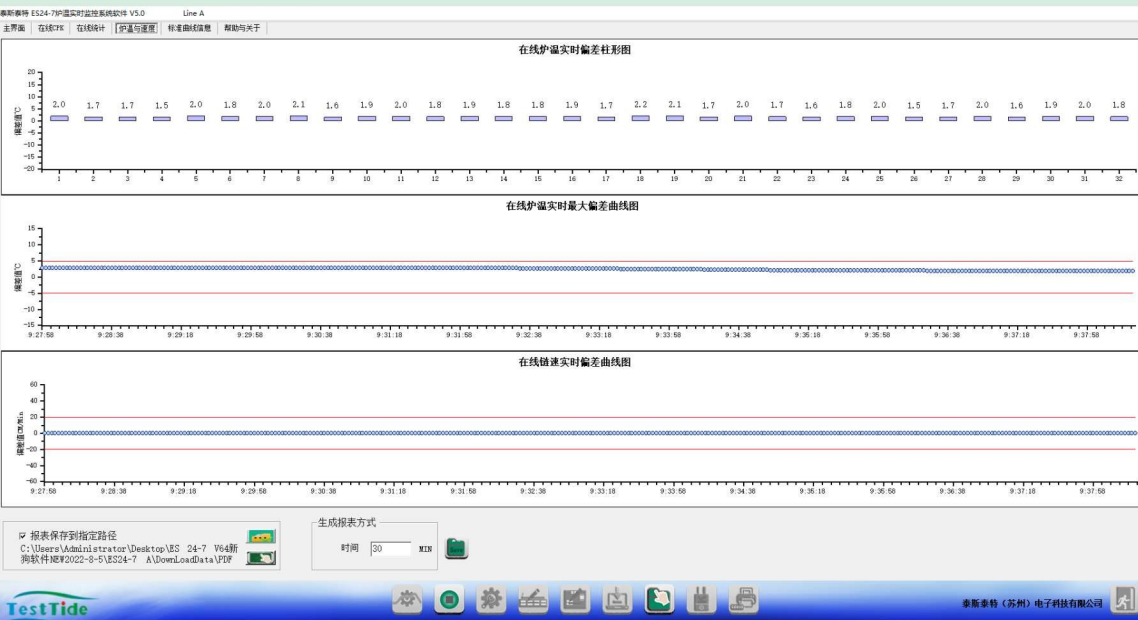 泰斯泰特 ES24-7炉温实时监控系统软件 V5.0 Line A
主界面 在线CPK 在线统计 炉温与速度 标准曲线信息 帮助与关于
在线炉温实时偏差柱形图
偏差值℃
20
15
10
5
0
-5
-10
-15
-20
2.0 1.7 1.7 1.5 2.0 1.8 2.0 2.1 1.6 1.9 2.0 1.8 1.9 1.8 1.8 1.9 1.7 2.2 2.1 1.7 2.0 1.7 1.6 1.8 2.0 1.5 1.7 2.0 1.6 1.9 2.0 1.8
1 2 3 4 5 6 7 8 9 10 11 12 13 14 15 16 17 18 19 20 21 22 23 24 25 26 27 28 29 30 31 32
在线炉温实时最大偏差曲线图
偏差值℃
15
10
5
0
-5
-10
-15
9:27:58 9:28:38 9:29:18 9:29:58 9:30:38 9:31:18 9:31:58 9:32:38 9:33:18 9:33:58 9:34:38 9:35:18 9:35:58 9:36:38 9:37:18 9:37:58
在线链速实时偏差曲线图
偏差值CM/min
60
40
20
0
-20
-40
-60
9:27:58 9:28:38 9:29:18 9:29:58 9:30:38 9:31:18 9:31:58 9:32:38 9:33:18 9:33:58 9:34:38 9:35:18 9:35:58 9:36:38 9:37:18 9:37:58
报表保存到指定路径
C:\Users\Administrator\Desktop\ES 24-7 V64新
狗软件NEW2022-8-5\ES24-7 A\DownLoadData\PDF
生成报表方式
时间 30 MIN
TestTide
泰斯泰特（苏州）电子科技有限公司